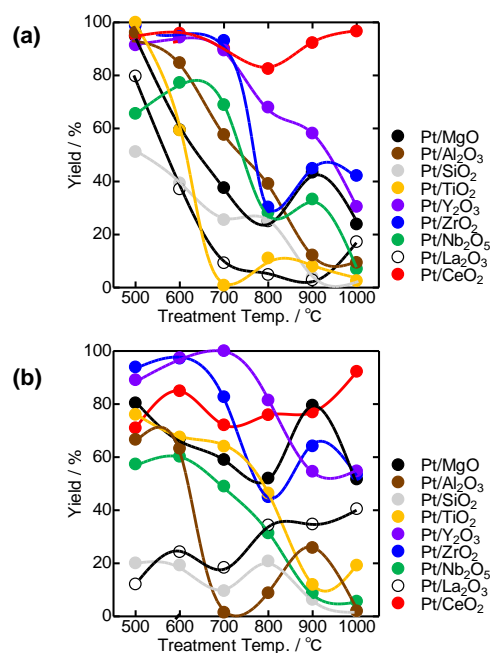 (a)
100
80
60
40
20
0
Yield / %
500 600 700 800 900 1000
Treatment Temp. / °C
Pt/MgO
Pt/Al₂O₃
Pt/SiO₂
Pt/TiO₂
Pt/Y₂O₃
Pt/ZrO₂
Pt/Nb₂O₅
Pt/La₂O₃
Pt/CeO₂
(b)
100
80
60
40
20
0
Yield / %
500 600 700 800 900 1000
Treatment Temp. / °C
Pt/MgO
Pt/Al₂O₃
Pt/SiO₂
Pt/TiO₂
Pt/Y₂O₃
Pt/ZrO₂
Pt/Nb₂O₅
Pt/La₂O₃
Pt/CeO₂